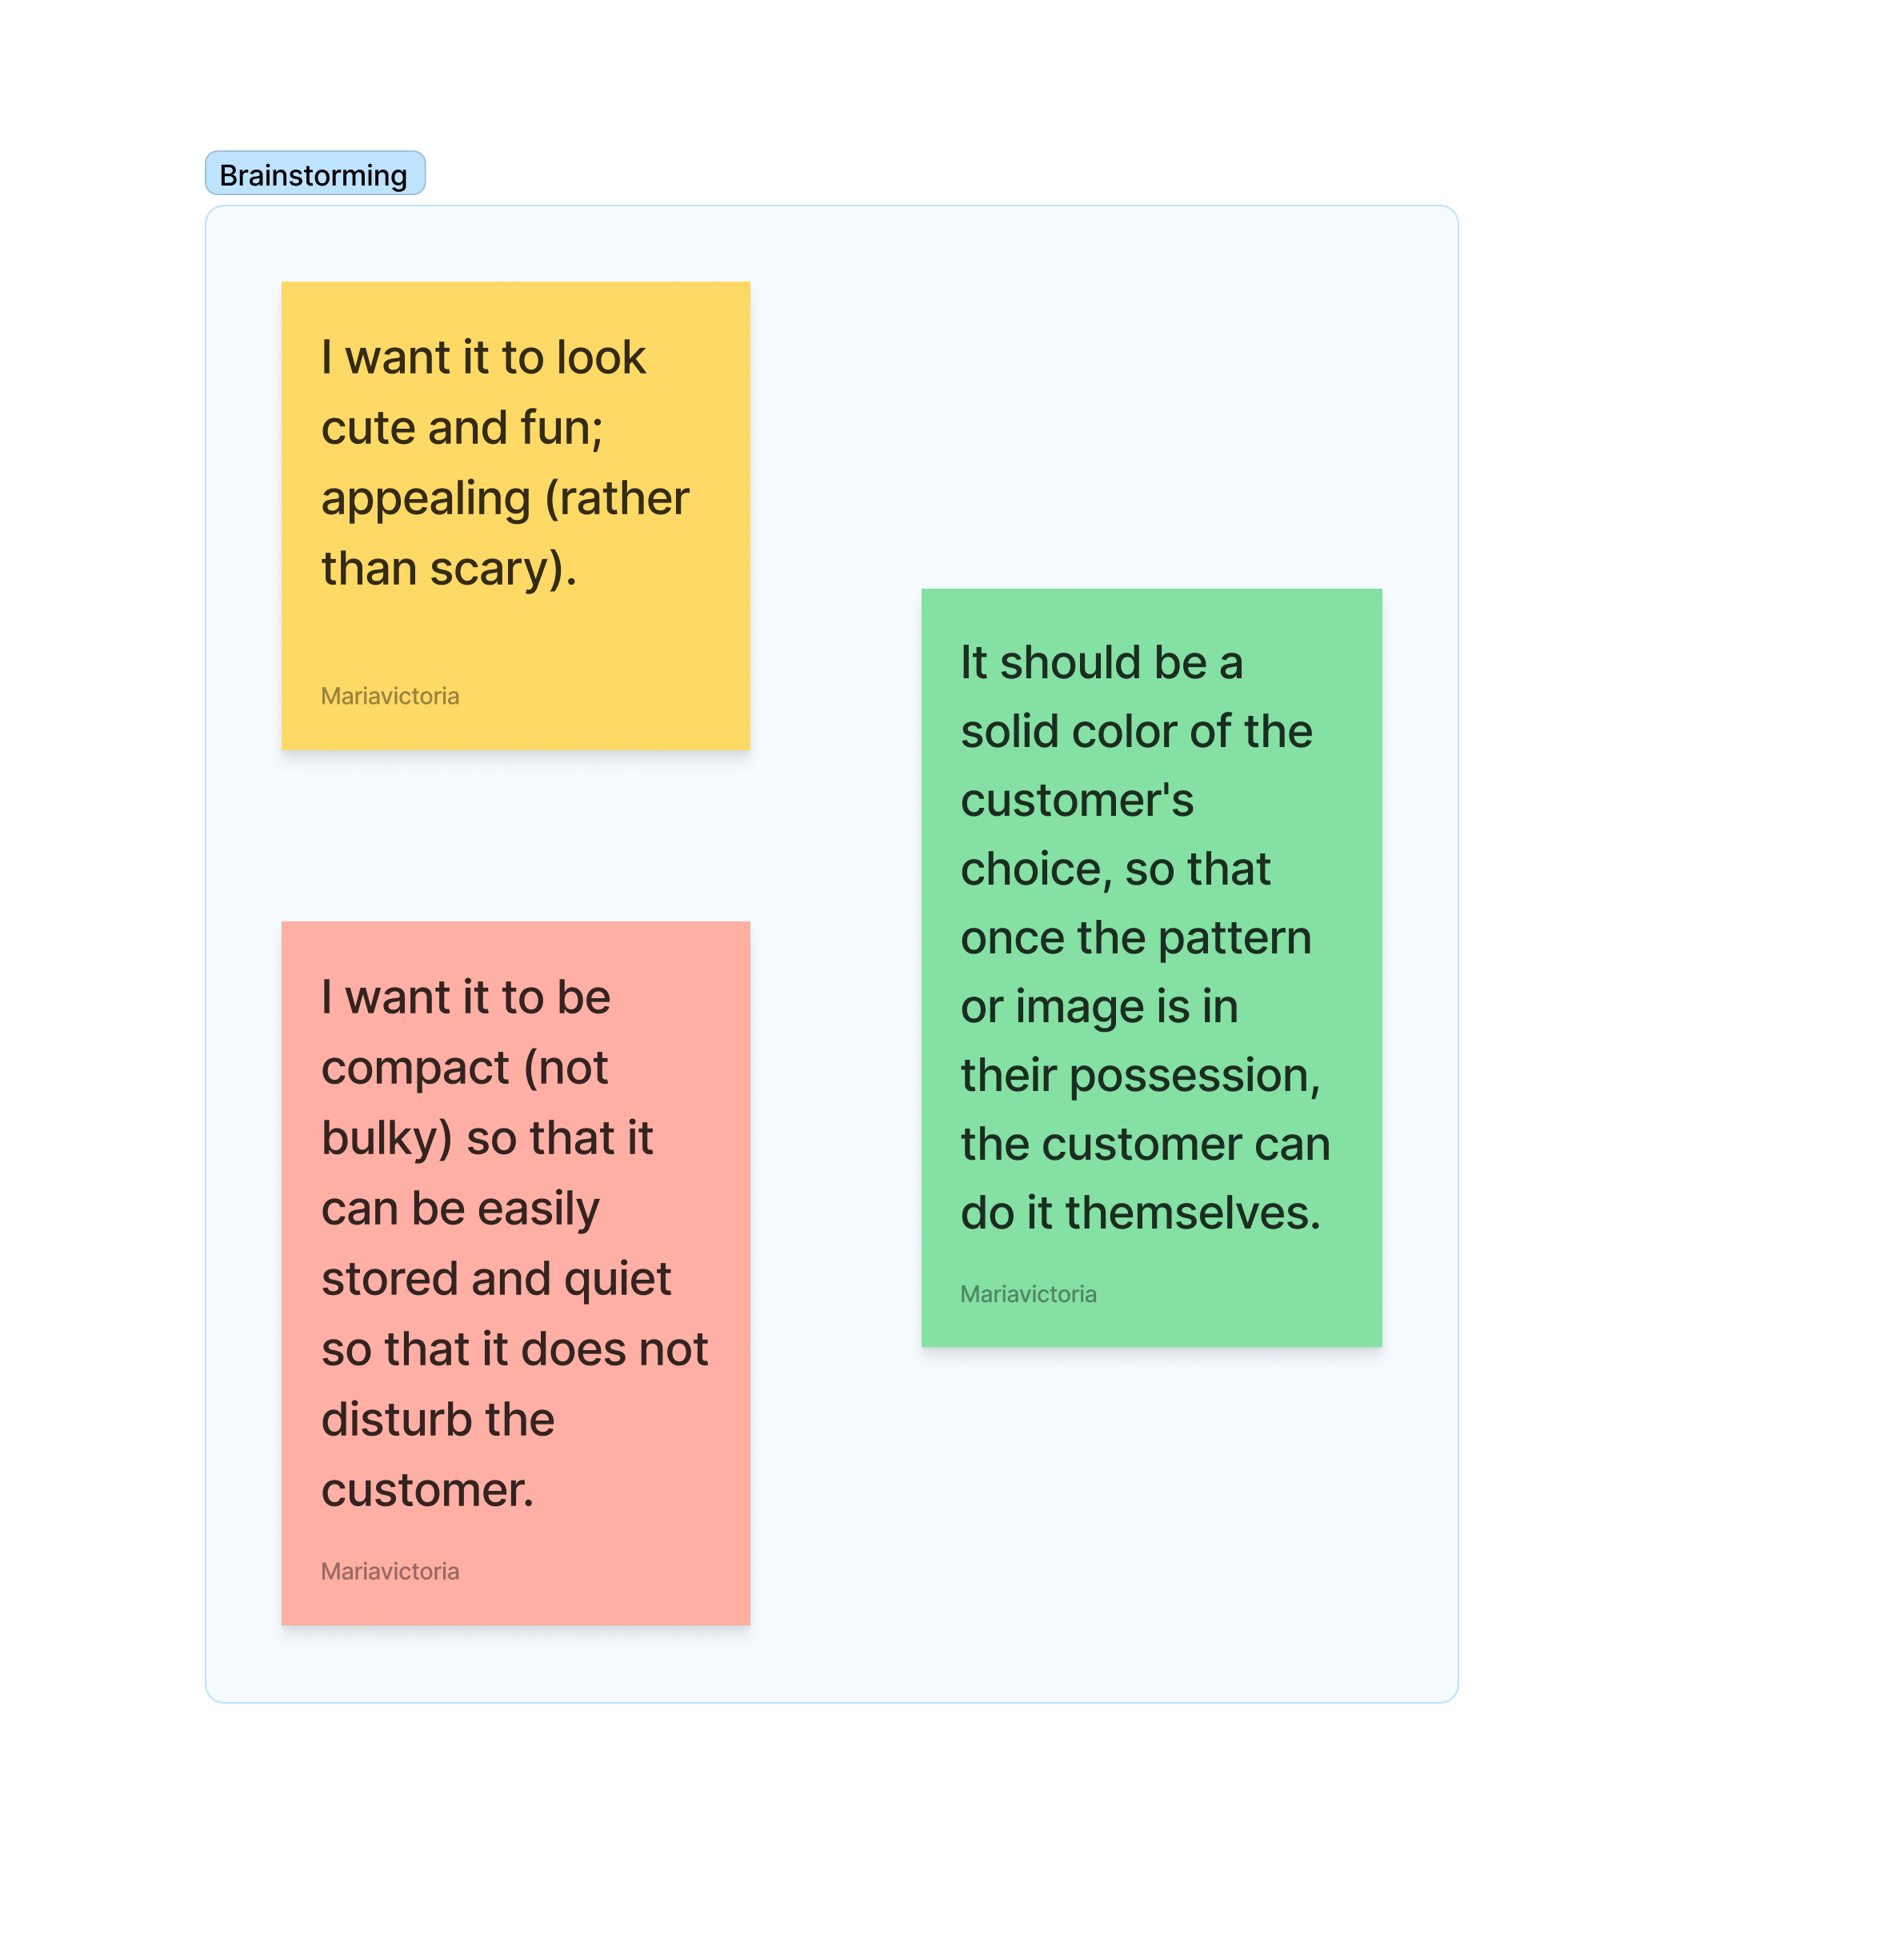 Brainstorming
I want it to look
cute and fun;
appealing (rather
than scary).
Mariavictoria
It should be a
solid color of the
customer's
choice, so that
once the pattern
or image is in
their possession,
the customer can
do it themselves.
Mariavictoria
I want it to be
compact (not
bulky) so that it
can be easily
stored and quiet
so that it does not
disturb the
customer.
Mariavictoria